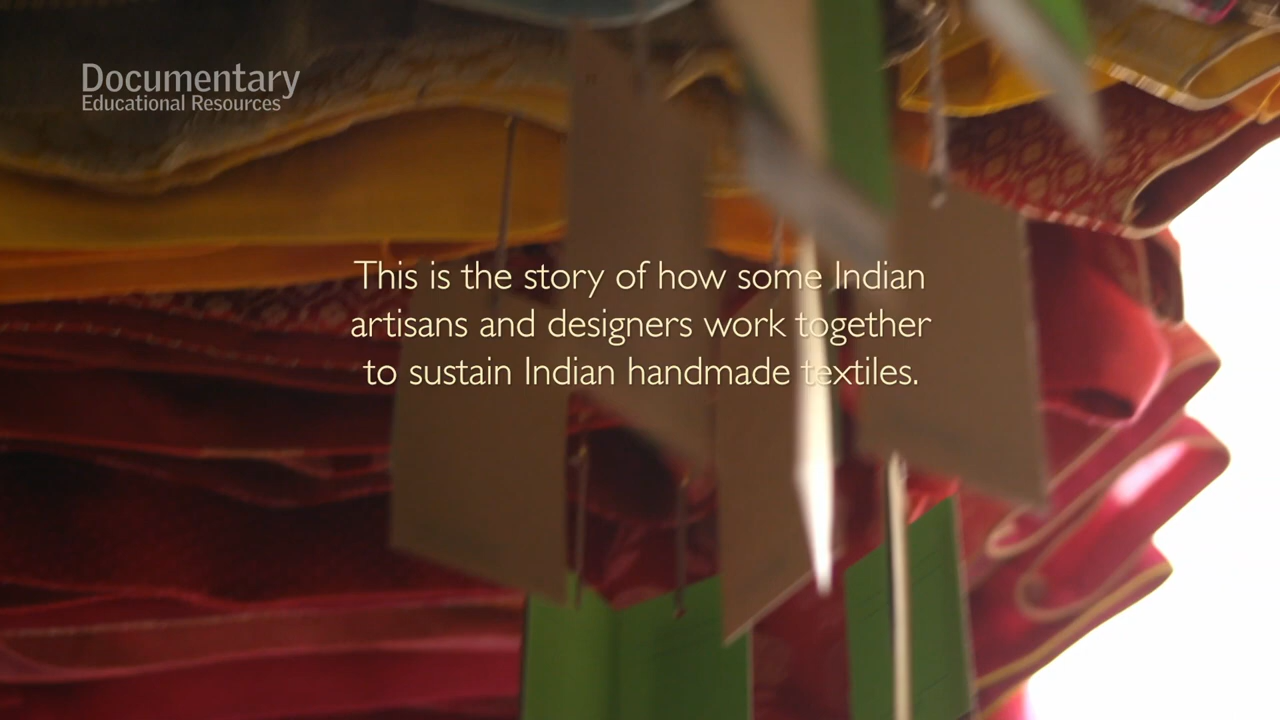 Documentary
Educational Resources
This is the story of how some Indian
artisans and designers work together
to sustain Indian handmade textiles.